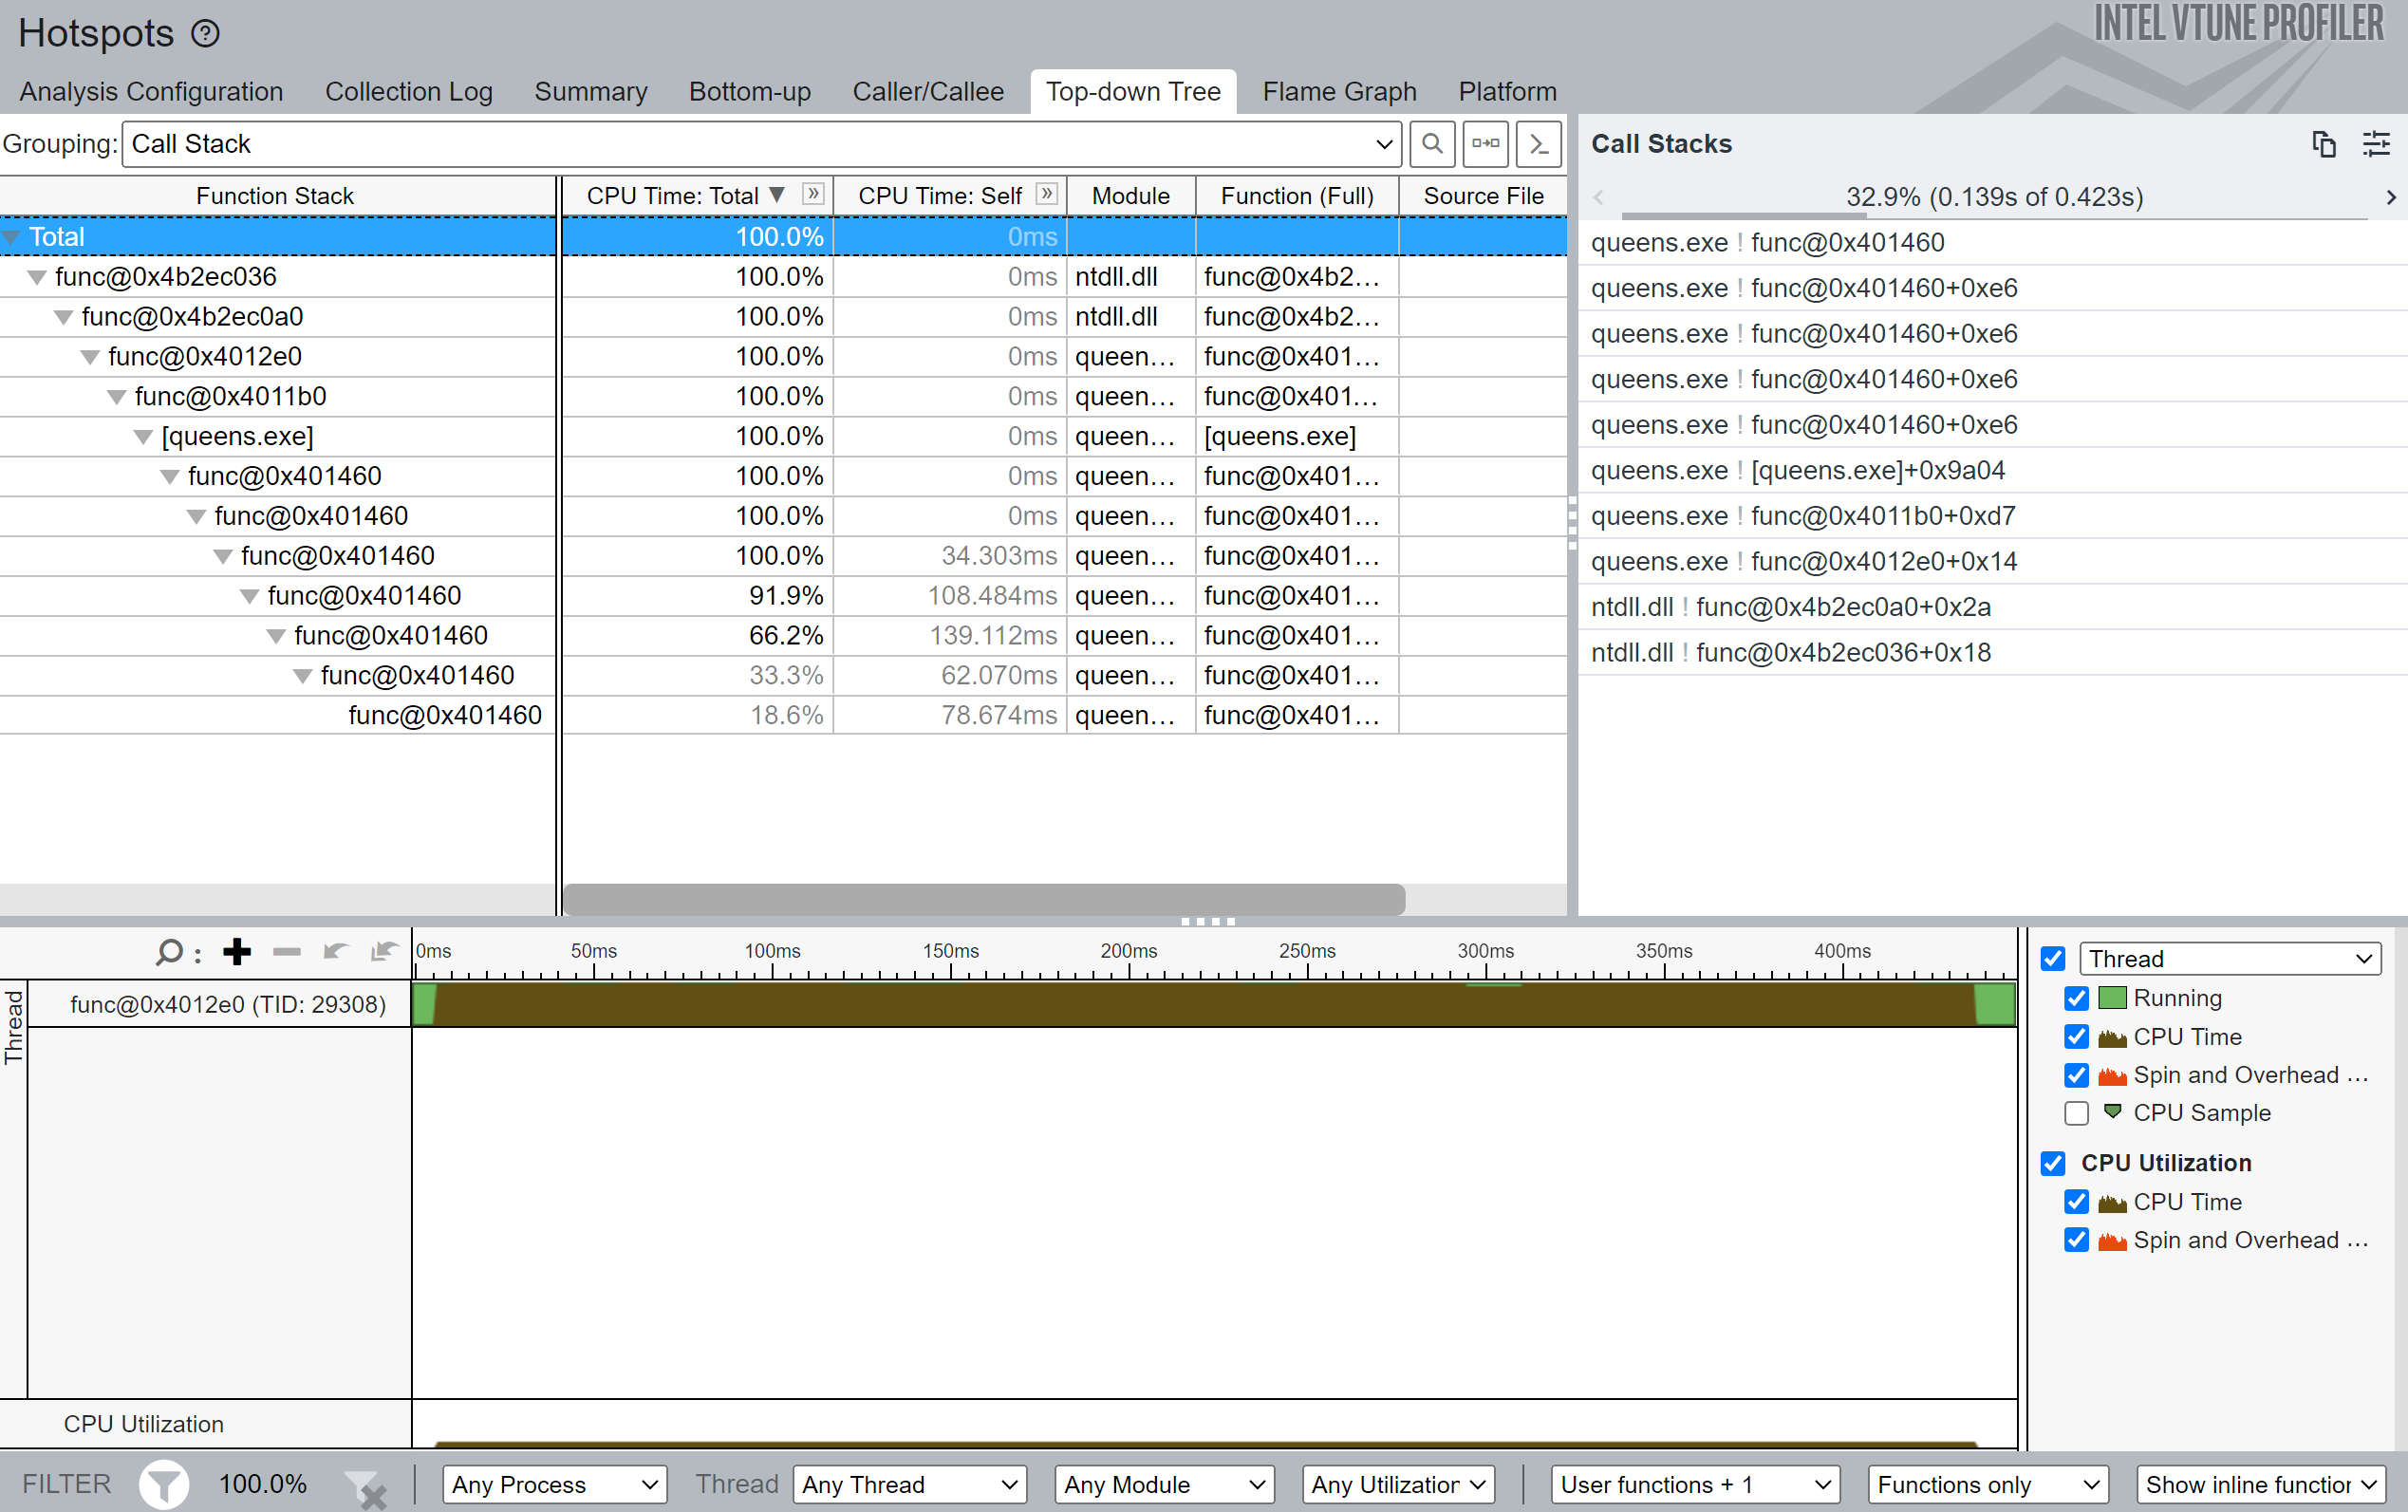 Hotspots ?
INTEL VTUNE PROFILER
Analysis Configuration Collection Log Summary Bottom-up Caller/Callee Top-down Tree Flame Graph Platform
Grouping: Call Stack
Function Stack CPU Time: Total ▼ » CPU Time: Self » Module Function (Full) Source File
Total 100.0% 0ms
func@0x4b2ec036 100.0% 0ms ntdll.dll func@0x4b2…
func@0x4b2ec0a0 100.0% 0ms ntdll.dll func@0x4b2…
func@0x4012e0 100.0% 0ms queen… func@0x401…
func@0x4011b0 100.0% 0ms queen… func@0x401…
[queens.exe] 100.0% 0ms queen… [queens.exe]
func@0x401460 100.0% 0ms queen… func@0x401…
func@0x401460 100.0% 0ms queen… func@0x401…
func@0x401460 100.0% 34.303ms queen… func@0x401…
func@0x401460 91.9% 108.484ms queen… func@0x401…
func@0x401460 66.2% 139.112ms queen… func@0x401…
func@0x401460 33.3% 62.070ms queen… func@0x401…
func@0x401460 18.6% 78.674ms queen… func@0x401…
Call Stacks
32.9% (0.139s of 0.423s)
queens.exe ! func@0x401460
queens.exe ! func@0x401460+0xe6
queens.exe ! func@0x401460+0xe6
queens.exe ! func@0x401460+0xe6
queens.exe ! func@0x401460+0xe6
queens.exe ! [queens.exe]+0x9a04
queens.exe ! func@0x4011b0+0xd7
queens.exe ! func@0x4012e0+0x14
ntdll.dll ! func@0x4b2ec0a0+0x2a
ntdll.dll ! func@0x4b2ec036+0x18
0ms 50ms 100ms 150ms 200ms 250ms 300ms 350ms 400ms
Thread
func@0x4012e0 (TID: 29308)
CPU Utilization
Thread
Running
CPU Time
Spin and Overhead …
CPU Sample
CPU Utilization
CPU Time
Spin and Overhead …
FILTER 100.0% Any Process Thread Any Thread Any Module Any Utilization User functions + 1 Functions only Show inline function